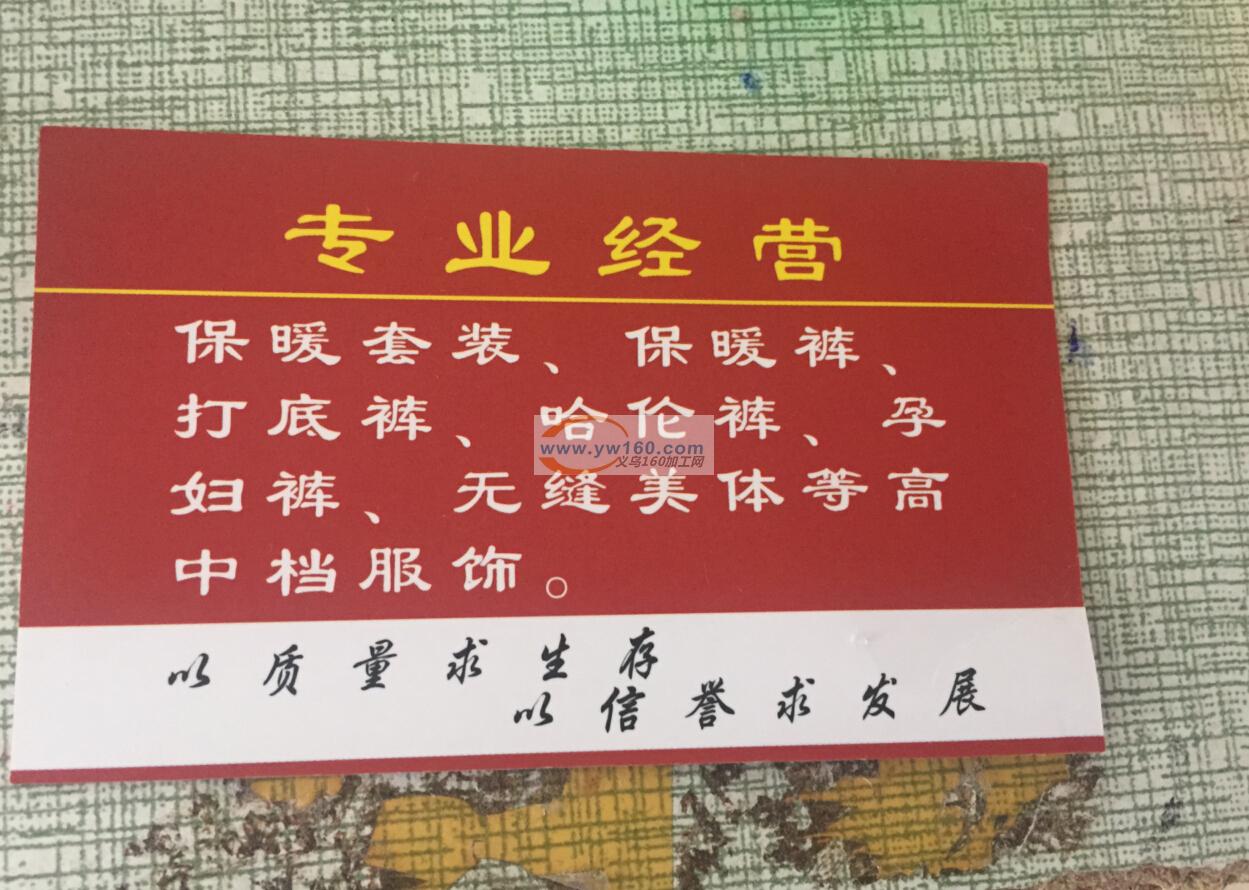 专业经营
保暖套装、保暖裤、
打底裤、哈伦裤、孕
妇裤、无缝美体等高
中档服饰。
www.yw160.com
义乌160加工网
以质量求生存
以信誉求发展